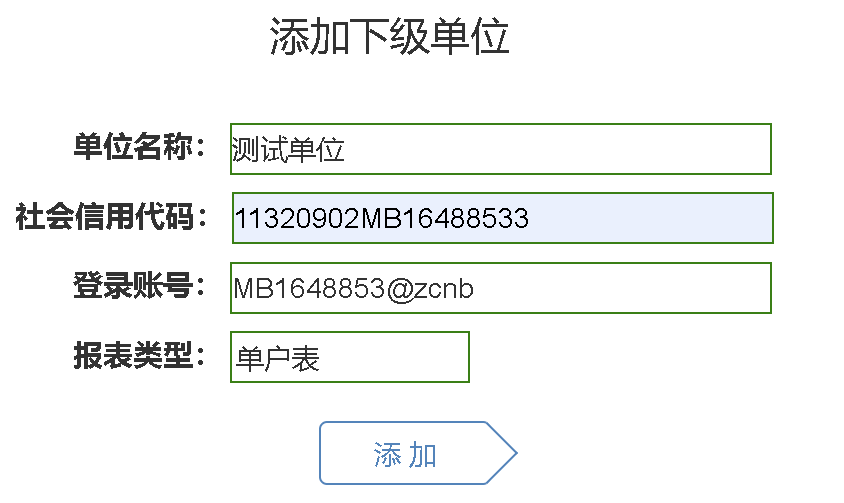 添加下级单位
单位名称： 测试单位
社会信用代码： 11320902MB16488533
登录账号： MB1648853@zcnb
报表类型： 单户表
添 加